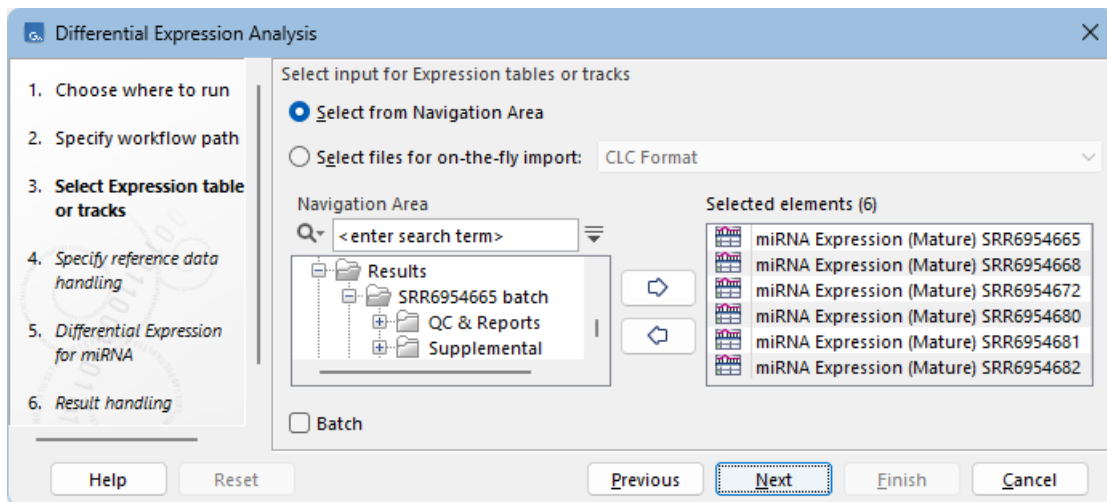 Differential Expression Analysis
1. Choose where to run
2. Specify workflow path
3. Select Expression table
or tracks
4. Specify reference data
handling
5. Differential Expression
for miRNA
6. Result handling
Select input for Expression tables or tracks
Select from Navigation Area
Select files for on-the-fly import: CLC Format
Navigation Area
<enter search term>
Results
SRR6954665 batch
QC & Reports
Supplemental
Selected elements (6)
miRNA Expression (Mature) SRR6954665
miRNA Expression (Mature) SRR6954668
miRNA Expression (Mature) SRR6954672
miRNA Expression (Mature) SRR6954680
miRNA Expression (Mature) SRR6954681
miRNA Expression (Mature) SRR6954682
Batch
Help Reset Previous Next Finish Cancel